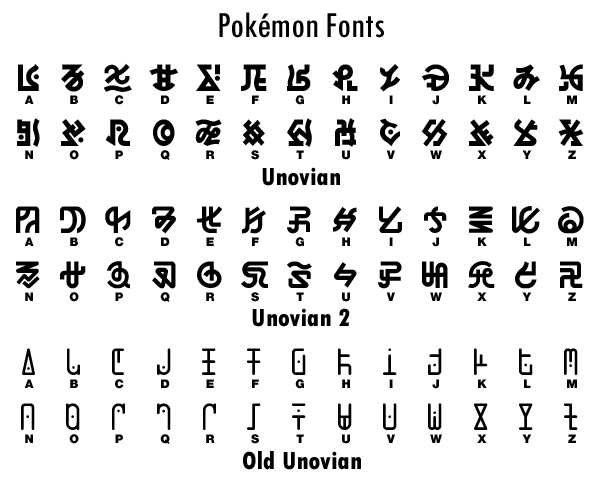 Pokémon Fonts
A B C D E F G H I J K L M
N O P Q R S T U V W X Y Z
Unovian
A B C D E F G H I J K L M
N O P Q R S T U V W X Y Z
Unovian 2
A B C D E F G H I J K L M
N O P Q R S T U V W X Y Z
Old Unovian